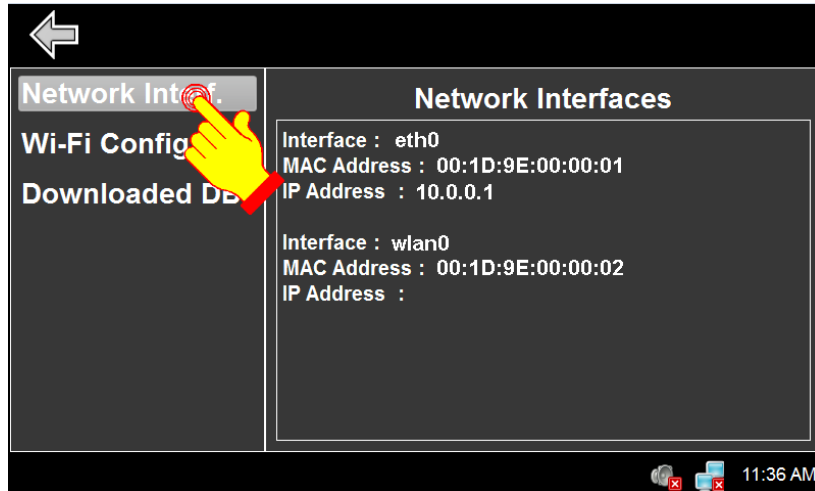 Network Intf.
Network Interfaces
Wi-Fi Config
Downloaded DB
Interface : eth0
MAC Address : 00:1D:9E:00:00:01
IP Address : 10.0.0.1
Interface : wlan0
MAC Address : 00:1D:9E:00:00:02
IP Address :
11:36 AM